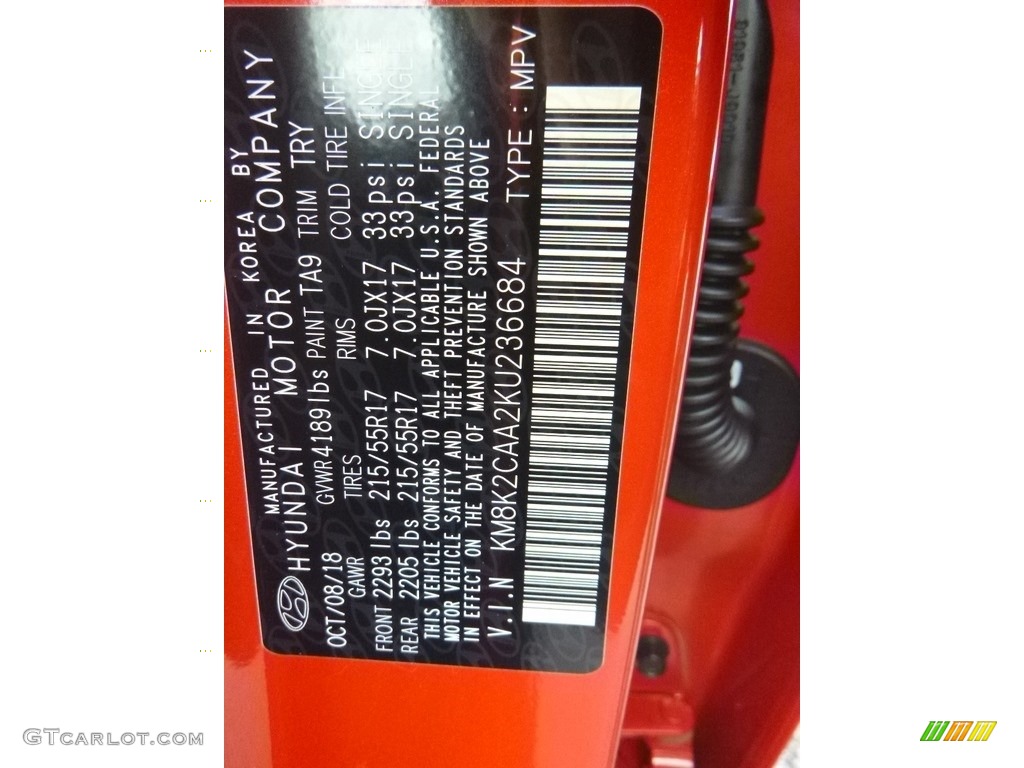 MANUFACTURED IN KOREA BY
HYUNDAI MOTOR COMPANY
OCT/08/18 GVWR 4189lbs PAINT TA9 TRIM TRY
GAWR TIRES RIMS COLD TIRE INFL
FRONT 2293 lbs 215/55R17 7.0JX17 33psi SINGLE
REAR 2205 lbs 215/55R17 7.0JX17 33psi SINGLE
THIS VEHICLE CONFORMS TO ALL APPLICABLE U.S.A. FEDERAL
MOTOR VEHICLE SAFETY AND THEFT PREVENTION STANDARDS
IN EFFECT ON THE DATE OF MANUFACTURE SHOWN ABOVE
V.I.N KM8K2CAA2KU236684 TYPE : MPV
GTCARLOT.COM